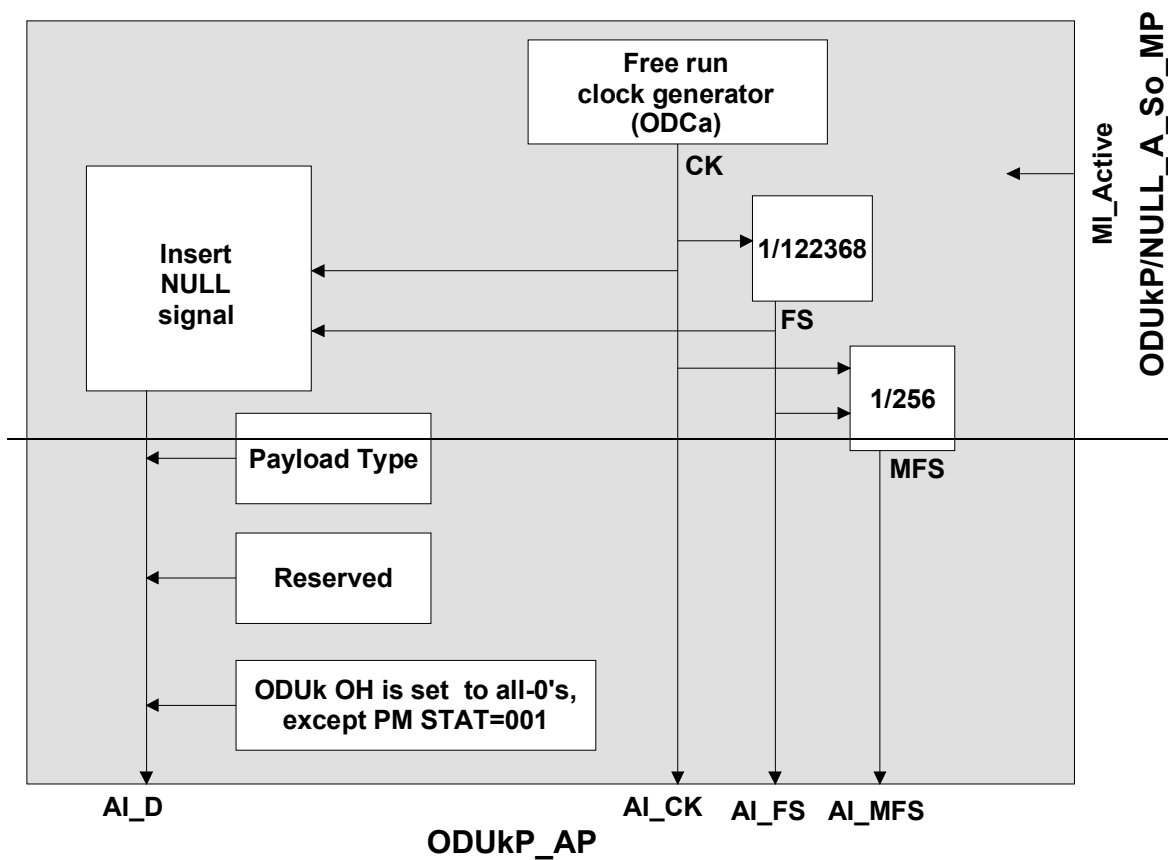 Free run
clock generator
(ODCa)
CK
Insert
NULL
signal
1/122368
FS
1/256
MFS
MI_Active
ODUkP/NULL_A_So_MP
Payload Type
Reserved
ODUk OH is set to all-0's,
except PM STAT=001
AI_D
AI_CK
AI_FS
AI_MFS
ODUkP_AP